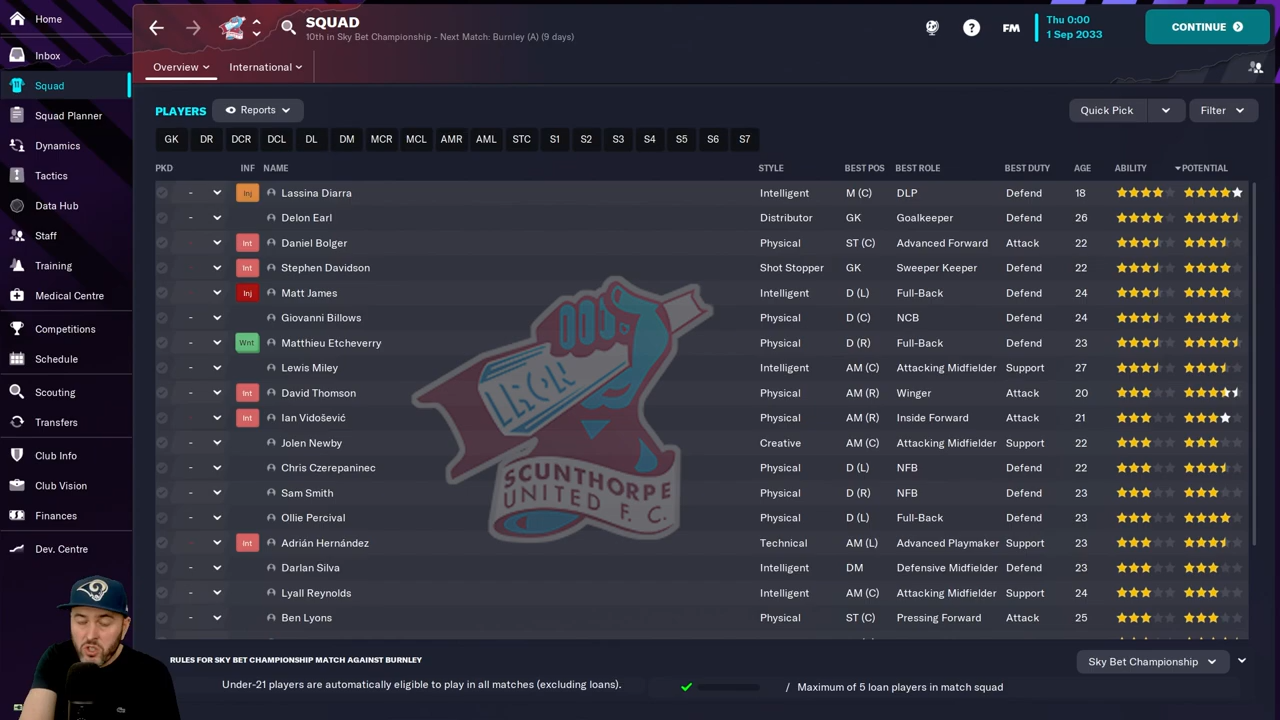 Home
SQUAD
10th in Sky Bet Championship - Next Match: Burnley (A) (9 days)
FM
Thu 0:00
1 Sep 2033
CONTINUE
Inbox
Squad
Squad Planner
Dynamics
Tactics
Data Hub
Staff
Training
Medical Centre
Competitions
Schedule
Scouting
Transfers
Club Info
Club Vision
Finances
Dev. Centre
Overview International
PLAYERS Reports Quick Pick Filter
GK DR DCR DCL DL DM MCR MCL AMR AML STC S1 S2 S3 S4 S5 S6 S7
PKD INF NAME STYLE BEST POS BEST ROLE BEST DUTY AGE ABILITY POTENTIAL
- Inj Lassina Diarra Intelligent M (C) DLP Defend 18
- Delon Earl Distributor GK Goalkeeper Defend 26
- Int Daniel Bolger Physical ST (C) Advanced Forward Attack 22
- Int Stephen Davidson Shot Stopper GK Sweeper Keeper Defend 22
- Inj Matt James Intelligent D (L) Full-Back Defend 24
- Giovanni Billows Physical D (C) NCB Defend 24
- Wnt Matthieu Etcheverry Physical D (R) Full-Back Defend 23
- Lewis Miley Intelligent AM (C) Attacking Midfielder Support 27
- Int David Thomson Physical AM (R) Winger Attack 20
- Int Ian Vidošević Physical AM (R) Inside Forward Attack 21
- Jolen Newby Creative AM (C) Attacking Midfielder Support 22
- Chris Czerepaninec Physical D (L) NFB Defend 22
- Sam Smith Physical D (R) NFB Defend 23
- Ollie Percival Physical D (L) Full-Back Defend 23
- Int Adrián Hernández Technical AM (L) Advanced Playmaker Support 23
- Darlan Silva Intelligent DM Defensive Midfielder Defend 23
- Lyall Reynolds Intelligent AM (C) Attacking Midfielder Support 24
- Ben Lyons Physical ST (C) Pressing Forward Attack 25
IRON
SCUNTHORPE
UNITED F. C.
RULES FOR SKY BET CHAMPIONSHIP MATCH AGAINST BURNLEY
Sky Bet Championship
Under-21 players are automatically eligible to play in all matches (excluding loans).
/ Maximum of 5 loan players in match squad